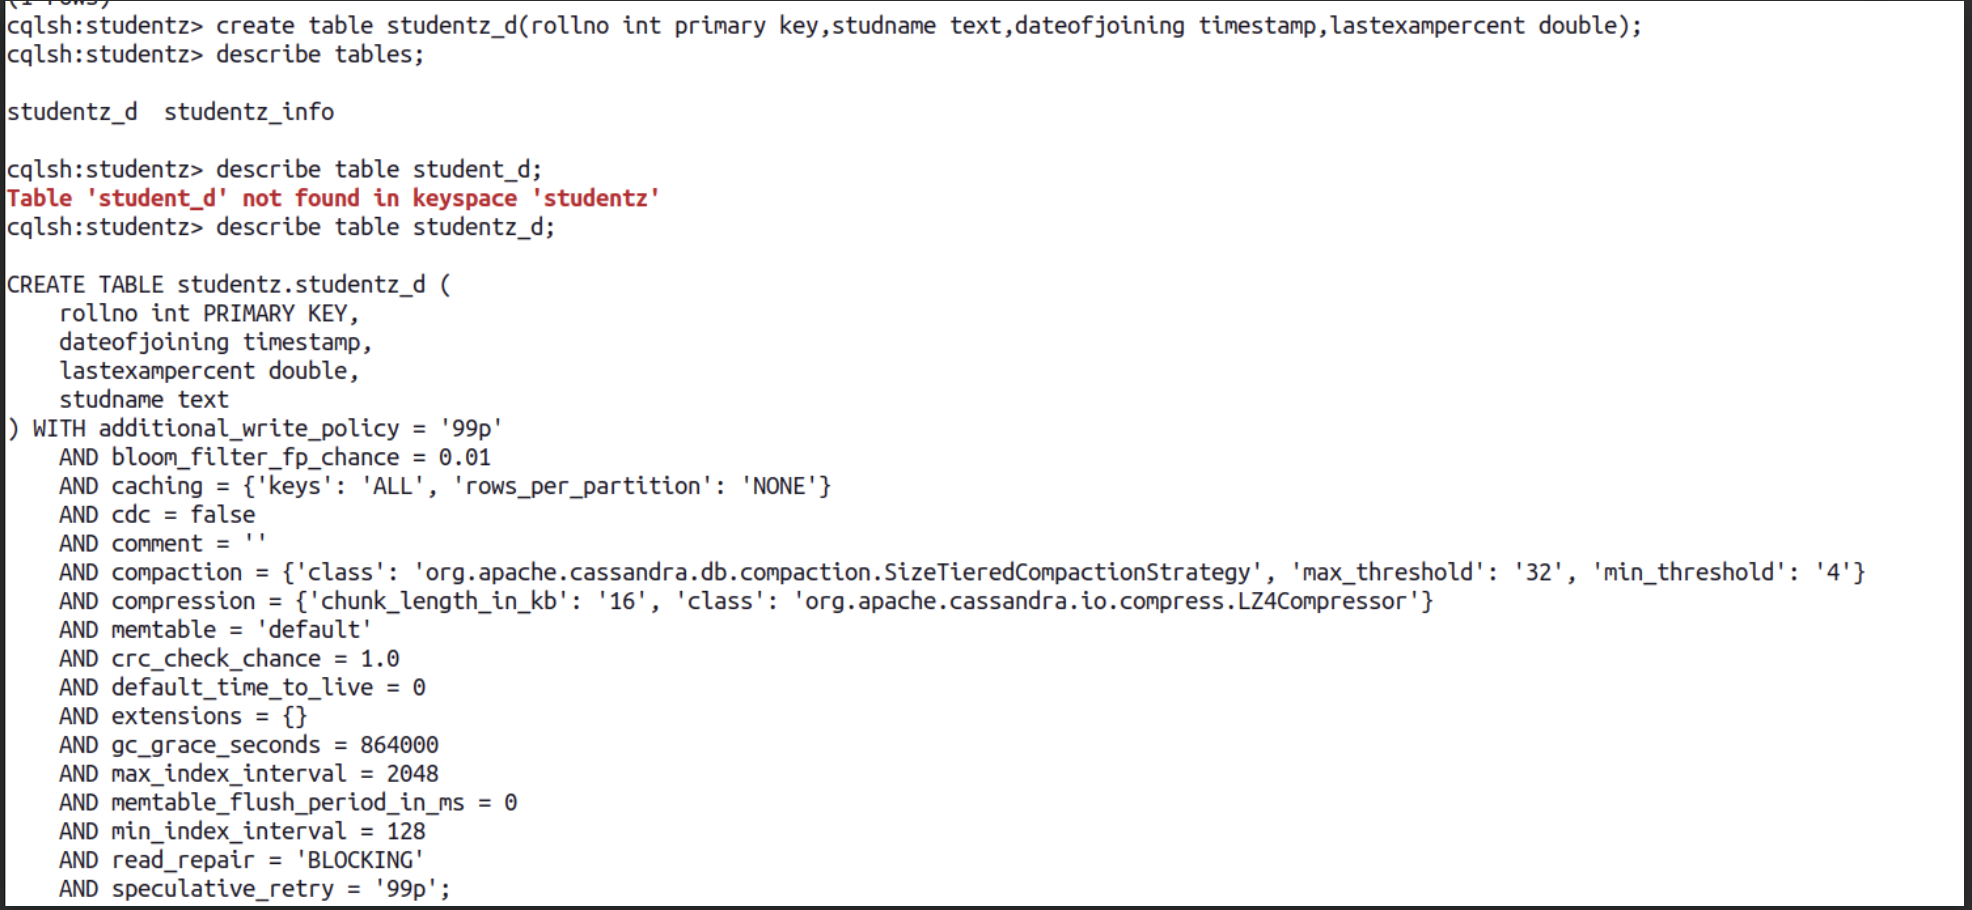 cqlsh:studentz> create table studentz_d(rollno int primary key,studname text,dateofjoining timestamp,lastexampercent double);
cqlsh:studentz> describe tables;
studentz_d  studentz_info
cqlsh:studentz> describe table student_d;
Table 'student_d' not found in keyspace 'studentz'
cqlsh:studentz> describe table studentz_d;
CREATE TABLE studentz.studentz_d (
    rollno int PRIMARY KEY,
    dateofjoining timestamp,
    lastexampercent double,
    studname text
) WITH additional_write_policy = '99p'
    AND bloom_filter_fp_chance = 0.01
    AND caching = {'keys': 'ALL', 'rows_per_partition': 'NONE'}
    AND cdc = false
    AND comment = ''
    AND compaction = {'class': 'org.apache.cassandra.db.compaction.SizeTieredCompactionStrategy', 'max_threshold': '32', 'min_threshold': '4'}
    AND compression = {'chunk_length_in_kb': '16', 'class': 'org.apache.cassandra.io.compress.LZ4Compressor'}
    AND memtable = 'default'
    AND crc_check_chance = 1.0
    AND default_time_to_live = 0
    AND extensions = {}
    AND gc_grace_seconds = 864000
    AND max_index_interval = 2048
    AND memtable_flush_period_in_ms = 0
    AND min_index_interval = 128
    AND read_repair = 'BLOCKING'
    AND speculative_retry = '99p';